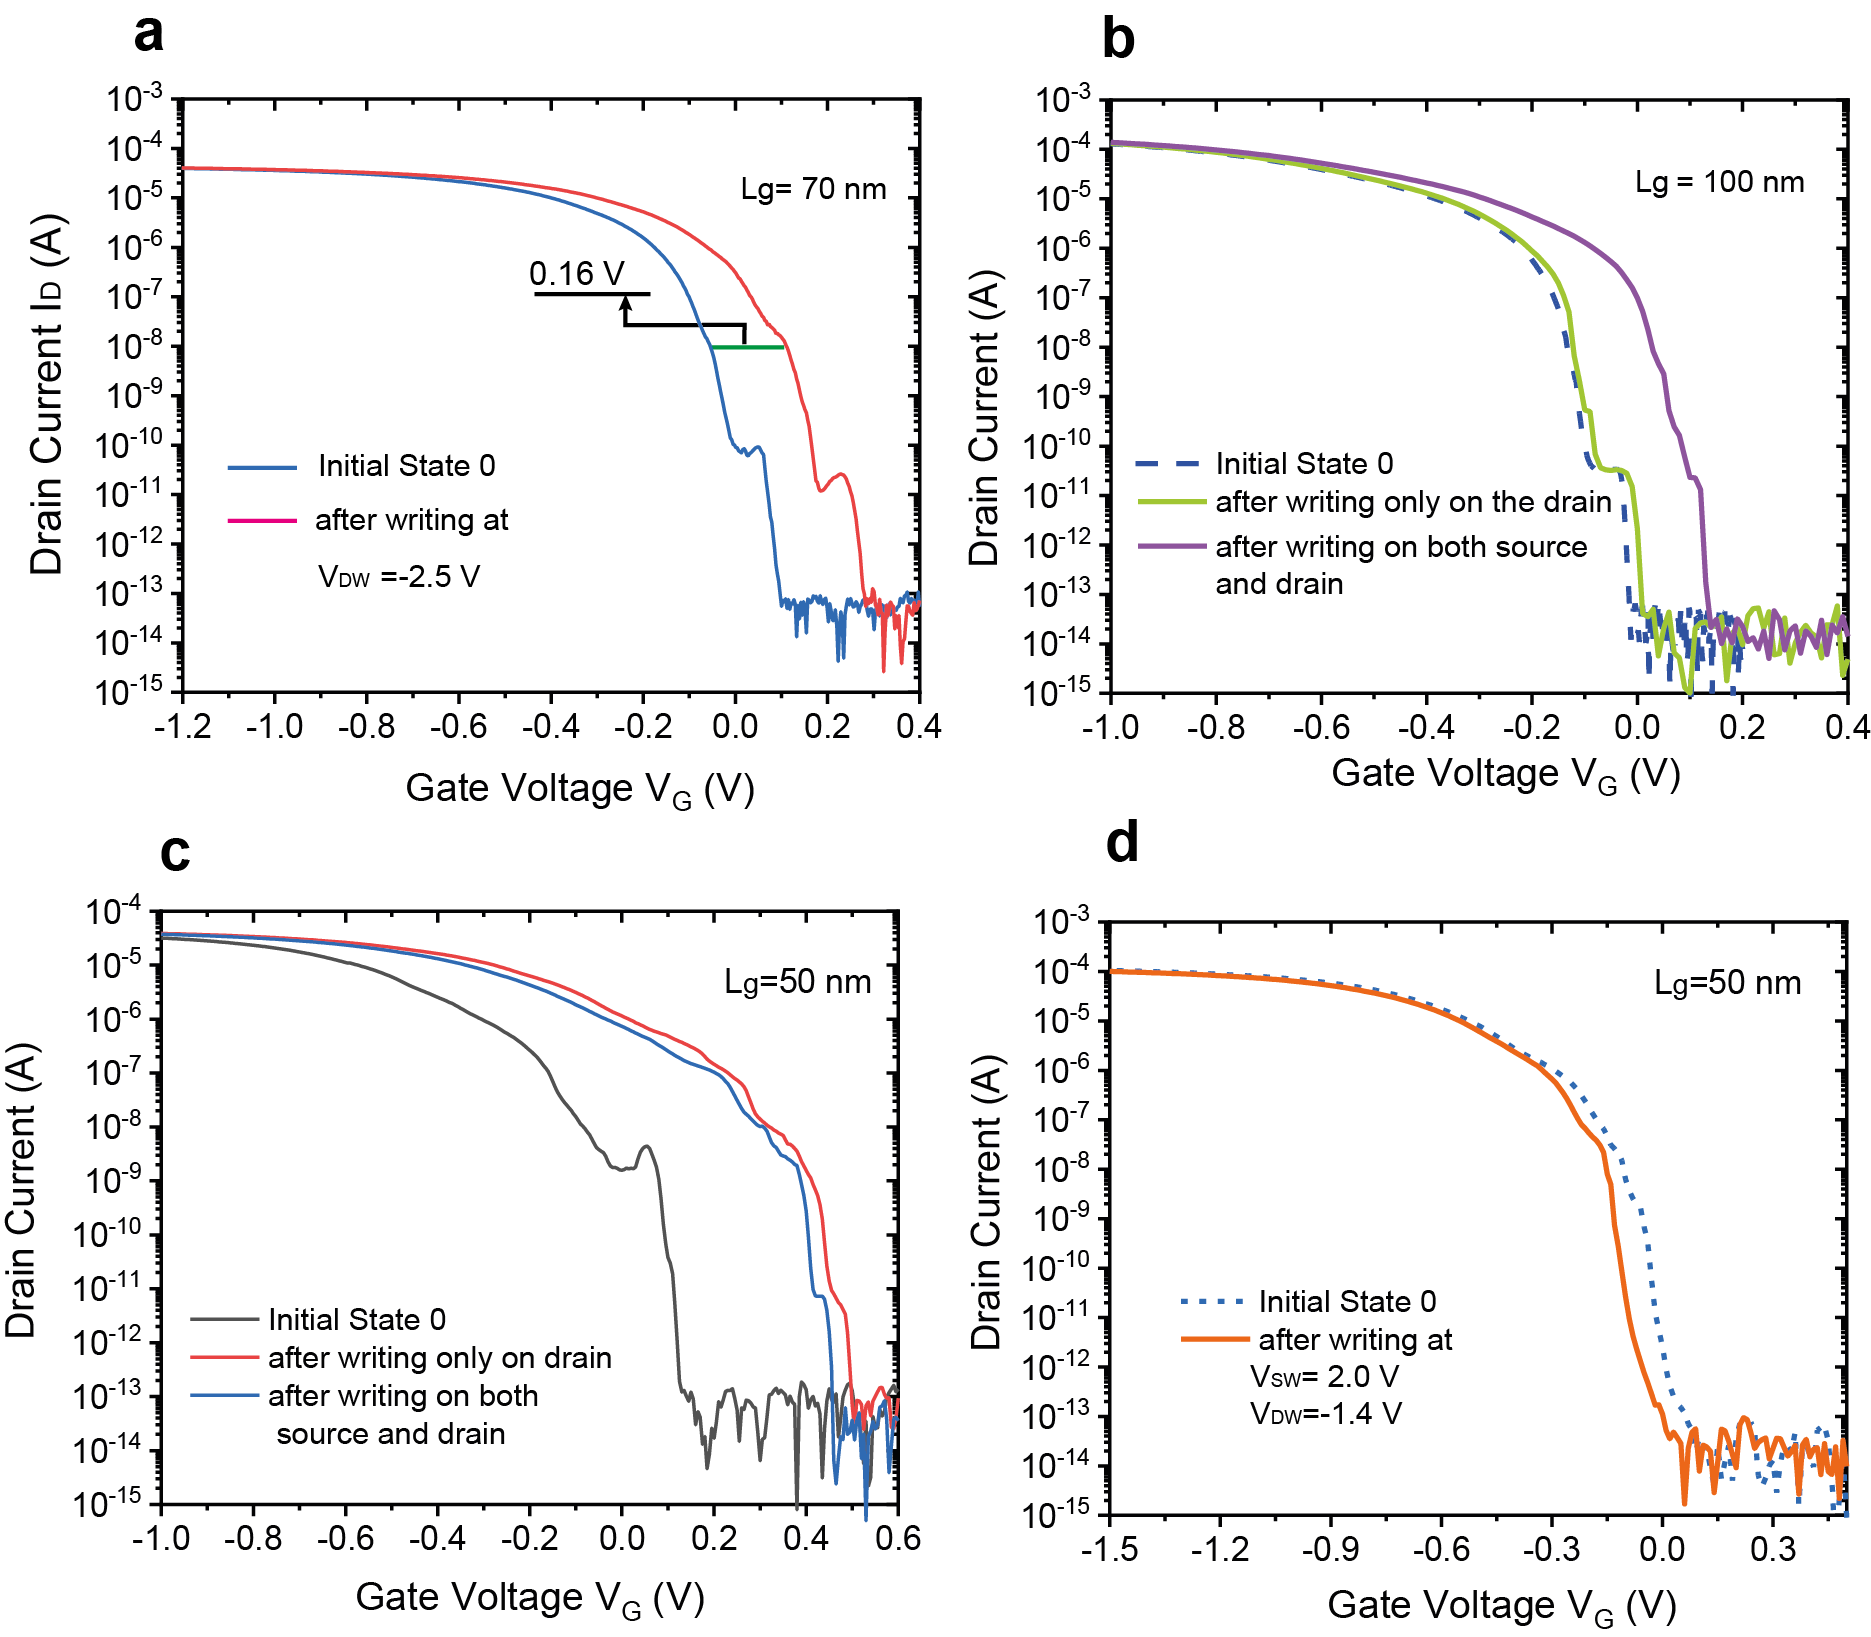 a
10-3
10-4
10-5
10-6
10-7
10-8
10-9
10-10
10-11
10-12
10-13
10-14
10-15
Drain Current ID (A)
Lg= 70 nm
0.16 V
Initial State 0
after writing at
VDW =-2.5 V
-1.2 -1.0 -0.8 -0.6 -0.4 -0.2 0.0 0.2 0.4
Gate Voltage VG (V)
b
10-3
10-4
10-5
10-6
10-7
10-8
10-9
10-10
10-11
10-12
10-13
10-14
10-15
Drain Current (A)
Lg = 100 nm
Initial State 0
after writing only on the drain
after writing on both source
and drain
-1.0 -0.8 -0.6 -0.4 -0.2 0.0 0.2 0.4
Gate Voltage VG (V)
c
10-4
10-5
10-6
10-7
10-8
10-9
10-10
10-11
10-12
10-13
10-14
10-15
Drain Current (A)
Lg=50 nm
Initial State 0
after writing only on drain
after writing on both
source and drain
-1.0 -0.8 -0.6 -0.4 -0.2 0.0 0.2 0.4 0.6
Gate Voltage VG (V)
d
10-3
10-4
10-5
10-6
10-7
10-8
10-9
10-10
10-11
10-12
10-13
10-14
10-15
Drain Current (A)
Lg=50 nm
Initial State 0
after writing at
VSW= 2.0 V
VDW=-1.4 V
-1.5 -1.2 -0.9 -0.6 -0.3 0.0 0.3
Gate Voltage VG (V)